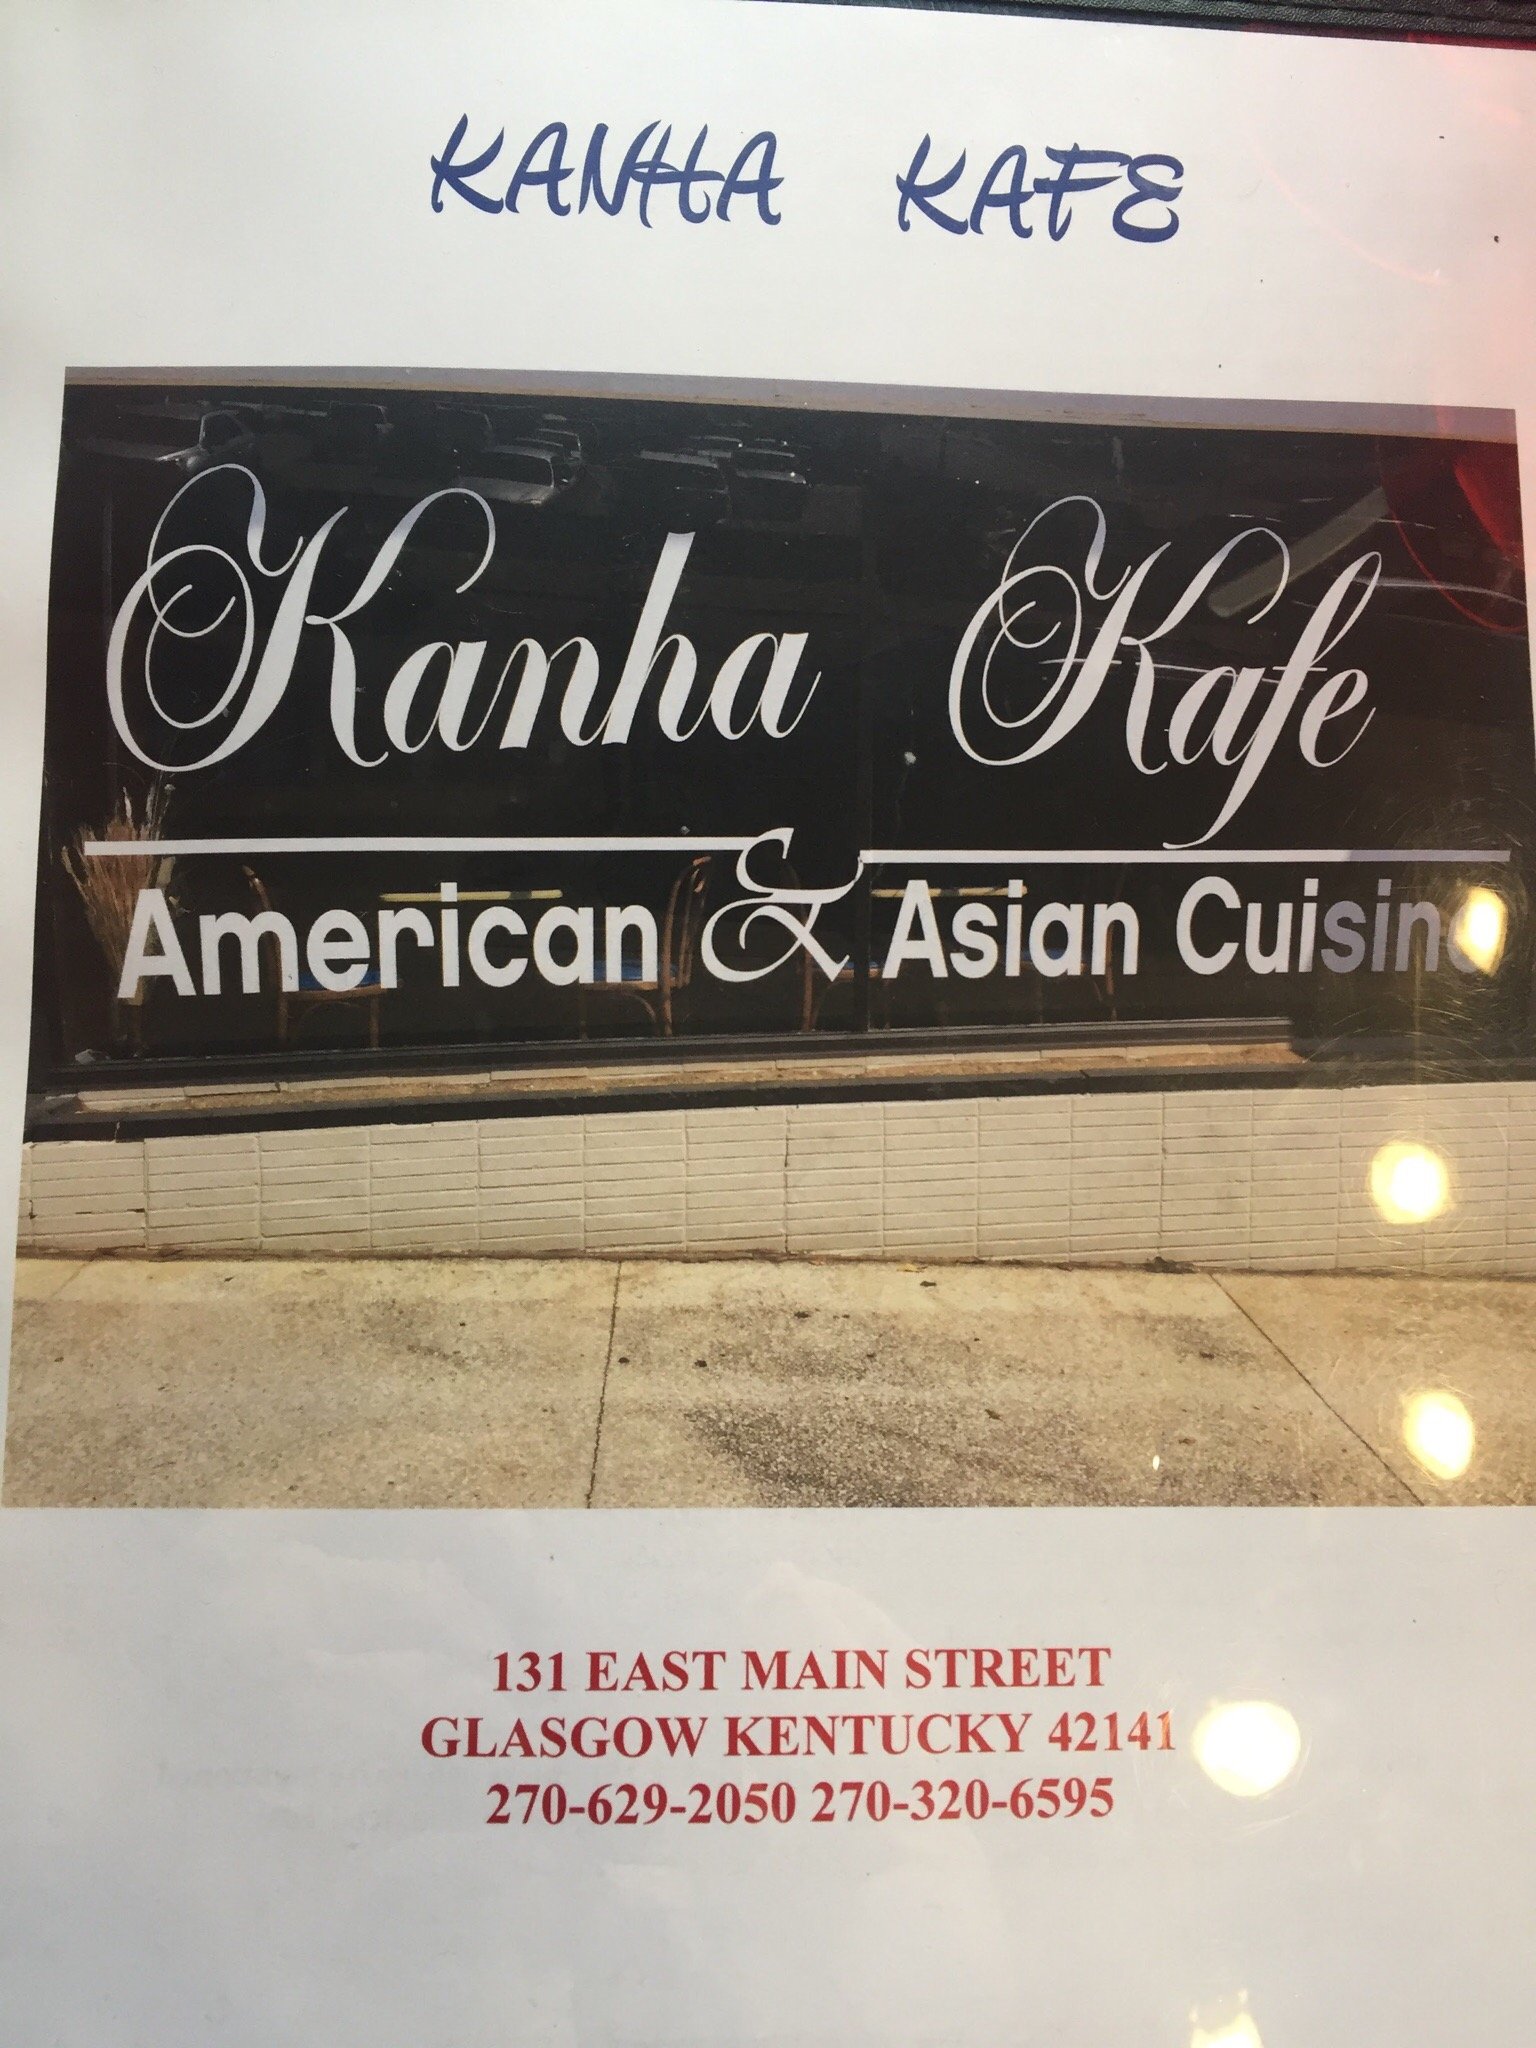 KANHA KAFE
Kanha Kafe
American & Asian Cuisine
131 EAST MAIN STREET
GLASGOW KENTUCKY 42141
270-629-2050 270-320-6595